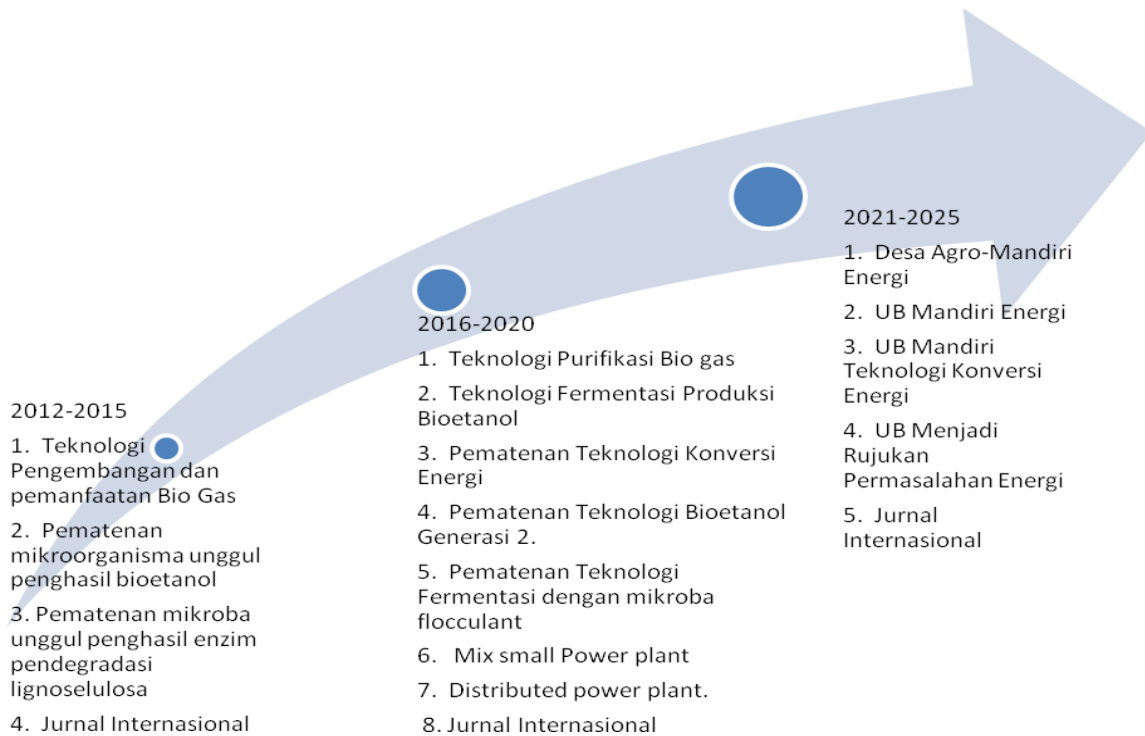 2012-2015
1. Teknologi
Pengembangan dan
pemanfaatan Bio Gas
2. Pematenan
mikroorganisma unggul
penghasil bioetanol
3. Pematenan mikroba
unggul penghasil enzim
pendegradasi
lignoselulosa
4. Jurnal Internasional
2016-2020
1. Teknologi Purifikasi Bio gas
2. Teknologi Fermentasi Produksi
Bioetanol
3. Pematenan Teknologi Konversi
Energi
4. Pematenan Teknologi Bioetanol
Generasi 2.
5. Pematenan Teknologi
Fermentasi dengan mikroba
flocculant
6. Mix small Power plant
7. Distributed power plant.
8. Jurnal Internasional
2021-2025
1. Desa Agro-Mandiri
Energi
2. UB Mandiri Energi
3. UB Mandiri
Teknologi Konversi
Energi
4. UB Menjadi
Rujukan
Permasalahan Energi
5. Jurnal
Internasional